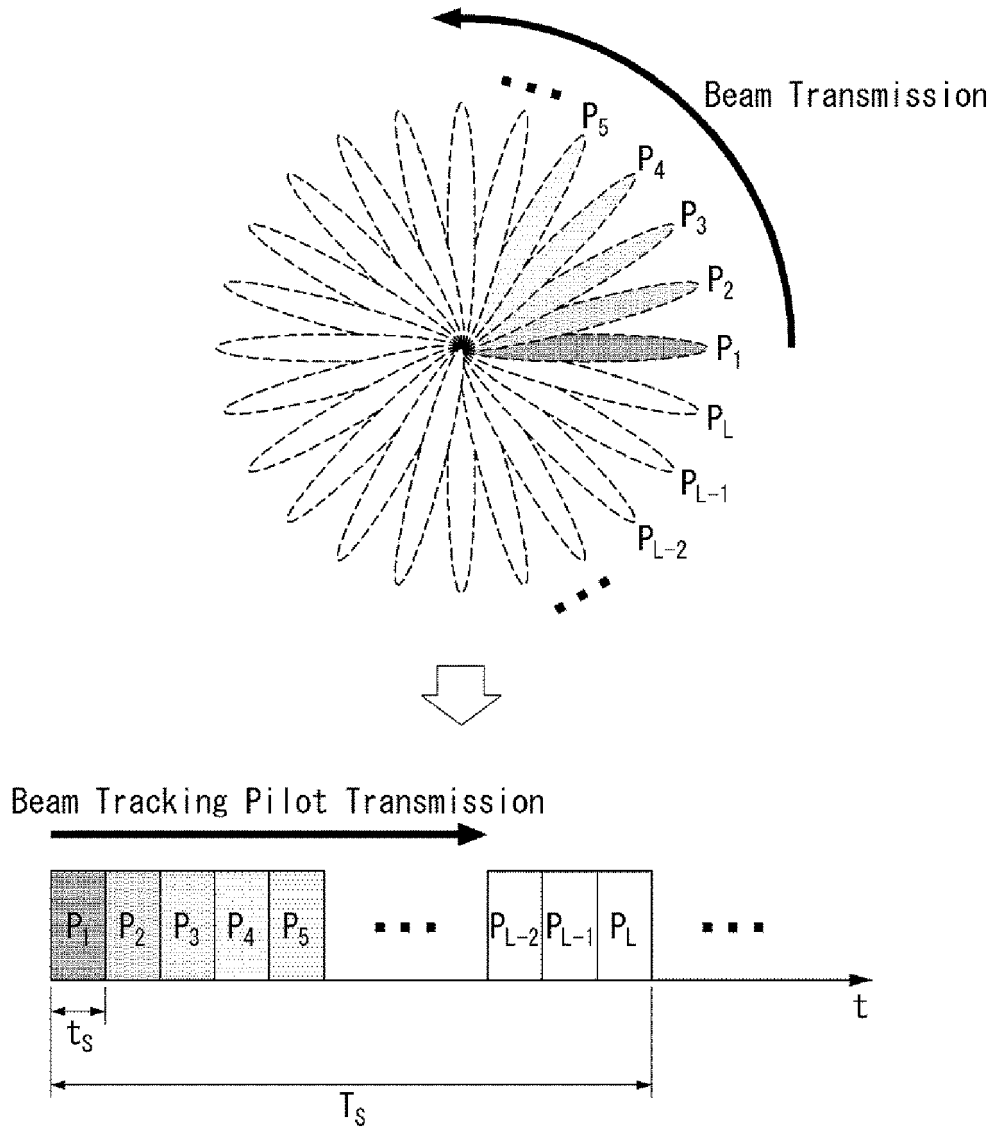 Beam Transmission
P5
P4
P3
P2
P1
PL
PL-1
PL-2
Beam Tracking Pilot Transmission
P1 P2 P3 P4 P5 PL-2 PL-1 PL
t
ts
Ts